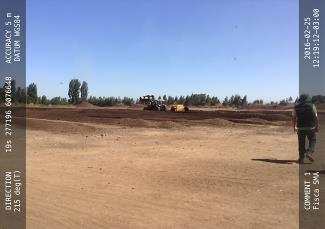 DIRECTION
215 deg(T)
19s 277196 6076648
ACCURACY 5 m
DATUM WGS84
COMMENT 1
Fisca SMA
2016-02-25
12:19:12-03:00